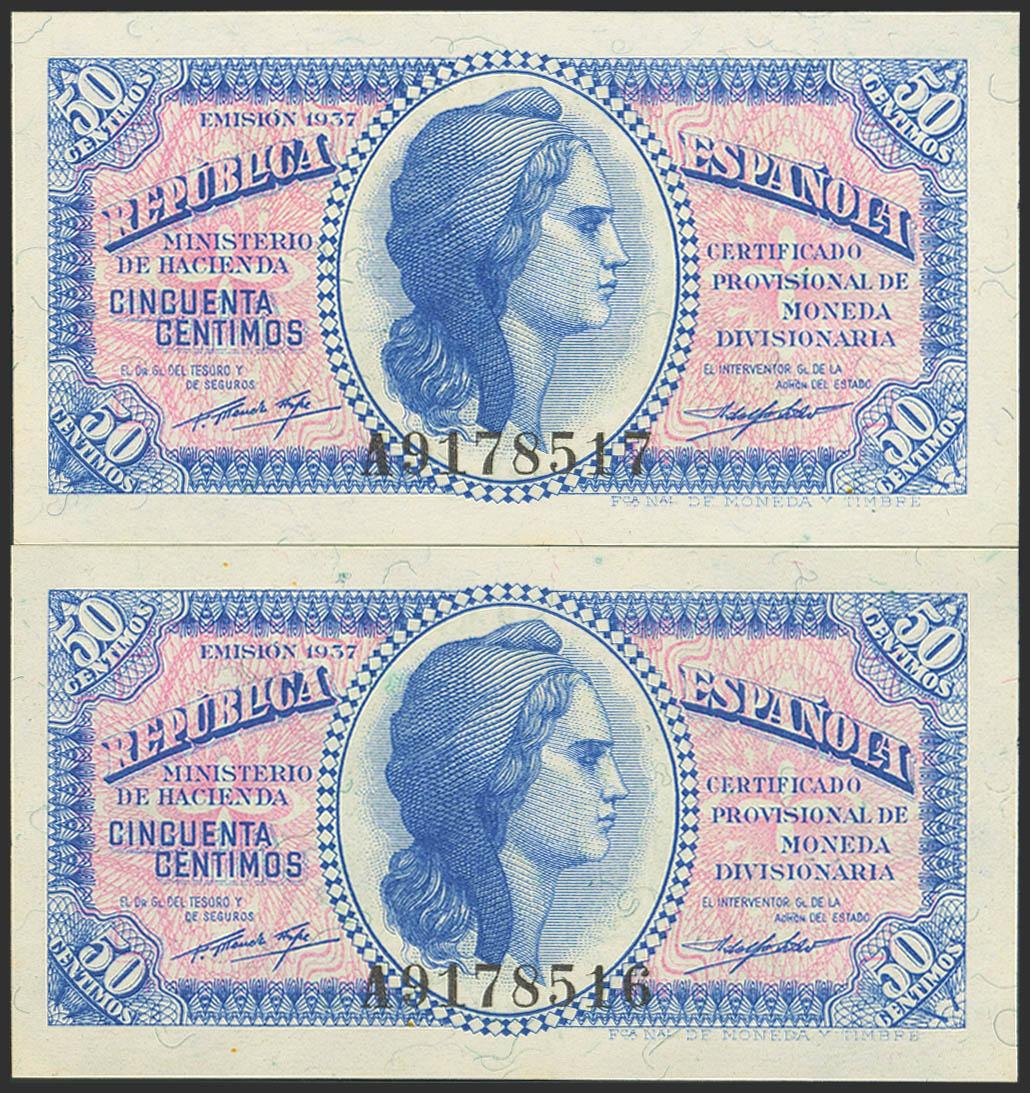 50 CENTIMOS
50 CENTIMOS
EMISIÓN 1937
REPÚBLICA
ESPAÑOLA
MINISTERIO
DE HACIENDA
CINCUENTA
CÉNTIMOS
EL DR. GL. DEL TESORO Y
DE SEGUROS
CERTIFICADO
PROVISIONAL DE
MONEDA
DIVISIONARIA
EL INTERVENTOR GL. DE LA
ADMÓN. DEL ESTADO
50 CENTIMOS
50 CENTIMOS
A9178517
FCA NAL DE MONEDA Y TIMBRE
50 CENTIMOS
50 CENTIMOS
EMISIÓN 1937
REPÚBLICA
ESPAÑOLA
MINISTERIO
DE HACIENDA
CINCUENTA
CÉNTIMOS
EL DR. GL. DEL TESORO Y
DE SEGUROS
CERTIFICADO
PROVISIONAL DE
MONEDA
DIVISIONARIA
EL INTERVENTOR GL. DE LA
ADMÓN. DEL ESTADO
50 CENTIMOS
50 CENTIMOS
A9178516
FCA NAL DE MONEDA Y TIMBRE